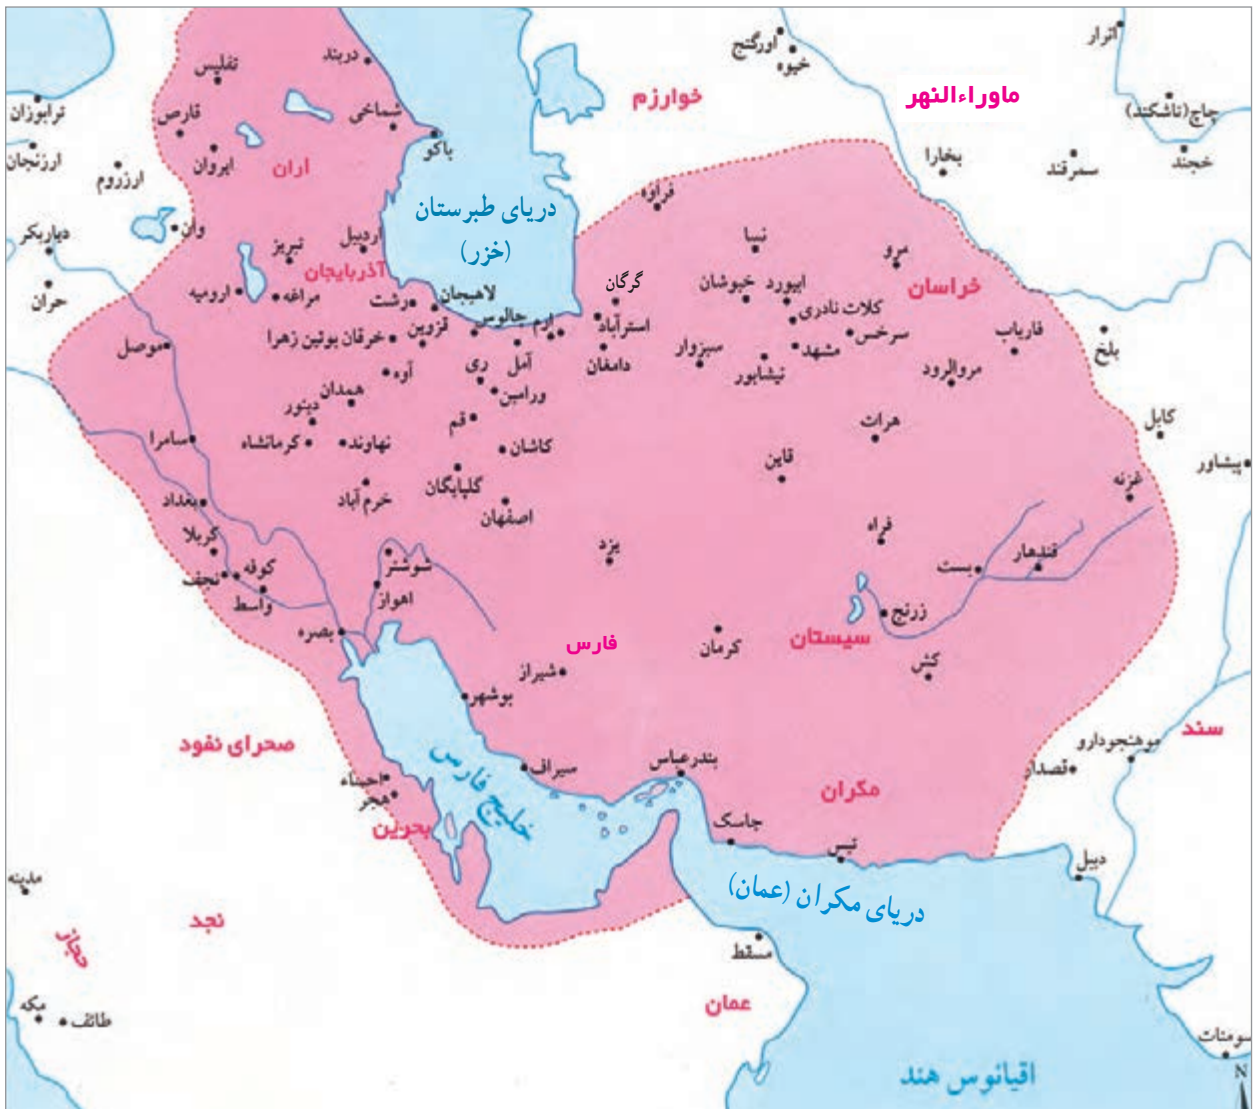 اترار
اورگنج
خیوه
دربند
تفلیس
ماوراءالنهر
خوارزم
ترابوزان
قارص
شماخی
چاچ(تاشکند)
باکو
ارزنجان
ایروان
اران
بخارا
سمرقند
خجند
ارزروم
فراوه
دریای طبرستان
(خزر)
دیاربکر
وان
تبریز
اردبیل
نسا
مرو
آذربایجان
حران
ارومیه
مراغه
رشت
لاهیجان
گرگان
خبوشان
ابیورد
خراسان
کلات نادری
خرقان بوئین زهرا
قزوین
چالوس
ارم
استرآباد
سرخس
فاریاب
بلخ
موصل
آوه
ری
آمل
دامغان
سبزوار
نیشابور
مشهد
مروالرود
همدان
ورامین
دینور
قم
کابل
سامرا
کرمانشاه
نهاوند
کاشان
هرات
پیشاور
قاین
گلپایگان
خرم آباد
غزنه
بغداد
اصفهان
کربلا
فراه
یزد
قندهار
نجف
کوفه
شوشتر
بست
واسط
اهواز
زرنج
بصره
فارس
کرمان
سیستان
کش
شیراز
بوشهر
سند
صحرای نفود
موهنجودارو
خلیج فارس
سیراف
بندرعباس
قصدار
احساء
هجر
مکران
بحرین
جاسک
تیس
دیبل
مدینه
دریای مکران (عمان)
نجد
حجاز
مسقط
عمان
مکه
طائف
سومنات
اقیانوس هند
N